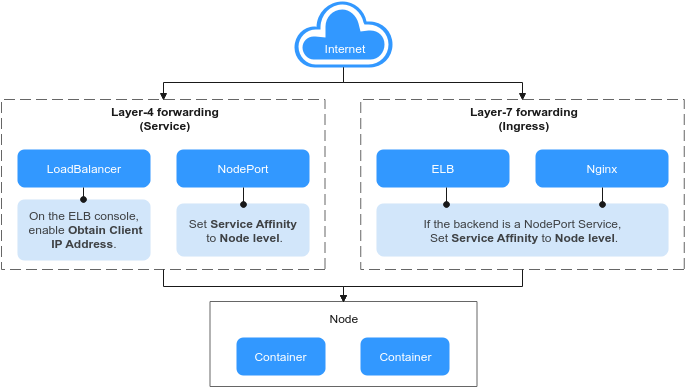 Internet
Layer-4 forwarding
(Service)
LoadBalancer
NodePort
On the ELB console,
enable Obtain Client
IP Address.
Set Service Affinity
to Node level.
Layer-7 forwarding
(Ingress)
ELB
Nginx
If the backend is a NodePort Service,
Set Service Affinity to Node level.
Node
Container
Container